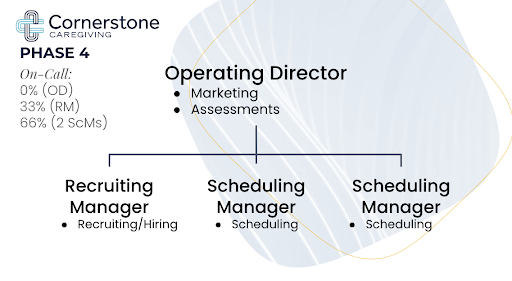 Cornerstone
CAREGIVING
PHASE 4
On-Call:
0% (OD)
33% (RM)
66% (2 ScMs)
Operating Director
• Marketing
• Assessments
Recruiting
Manager
• Recruiting/Hiring
Scheduling
Manager
• Scheduling
Scheduling
Manager
• Scheduling